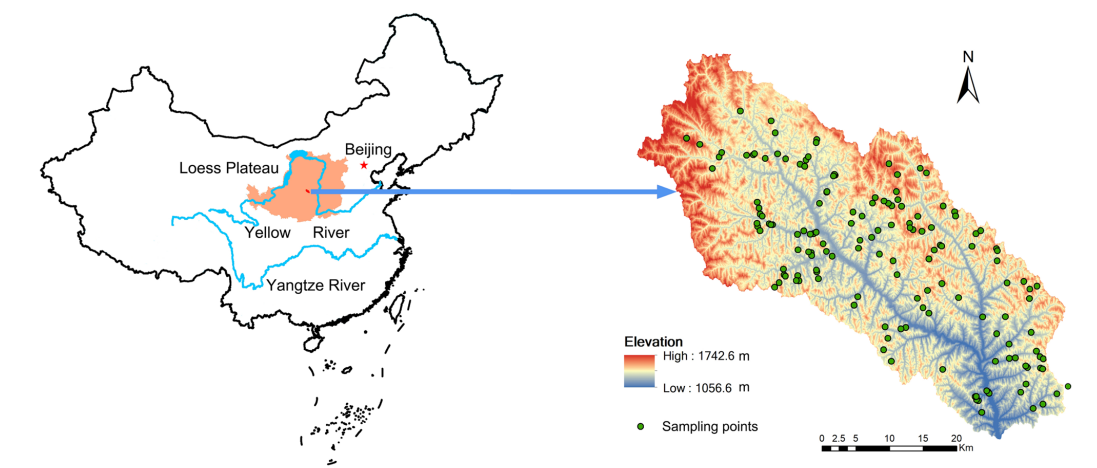 Beijing
Loess Plateau
Yellow River
Yangtze River
N
Elevation
High : 1742.6 m
Low : 1056.6 m
Sampling points
0 2.5 5 10 15 20
Km